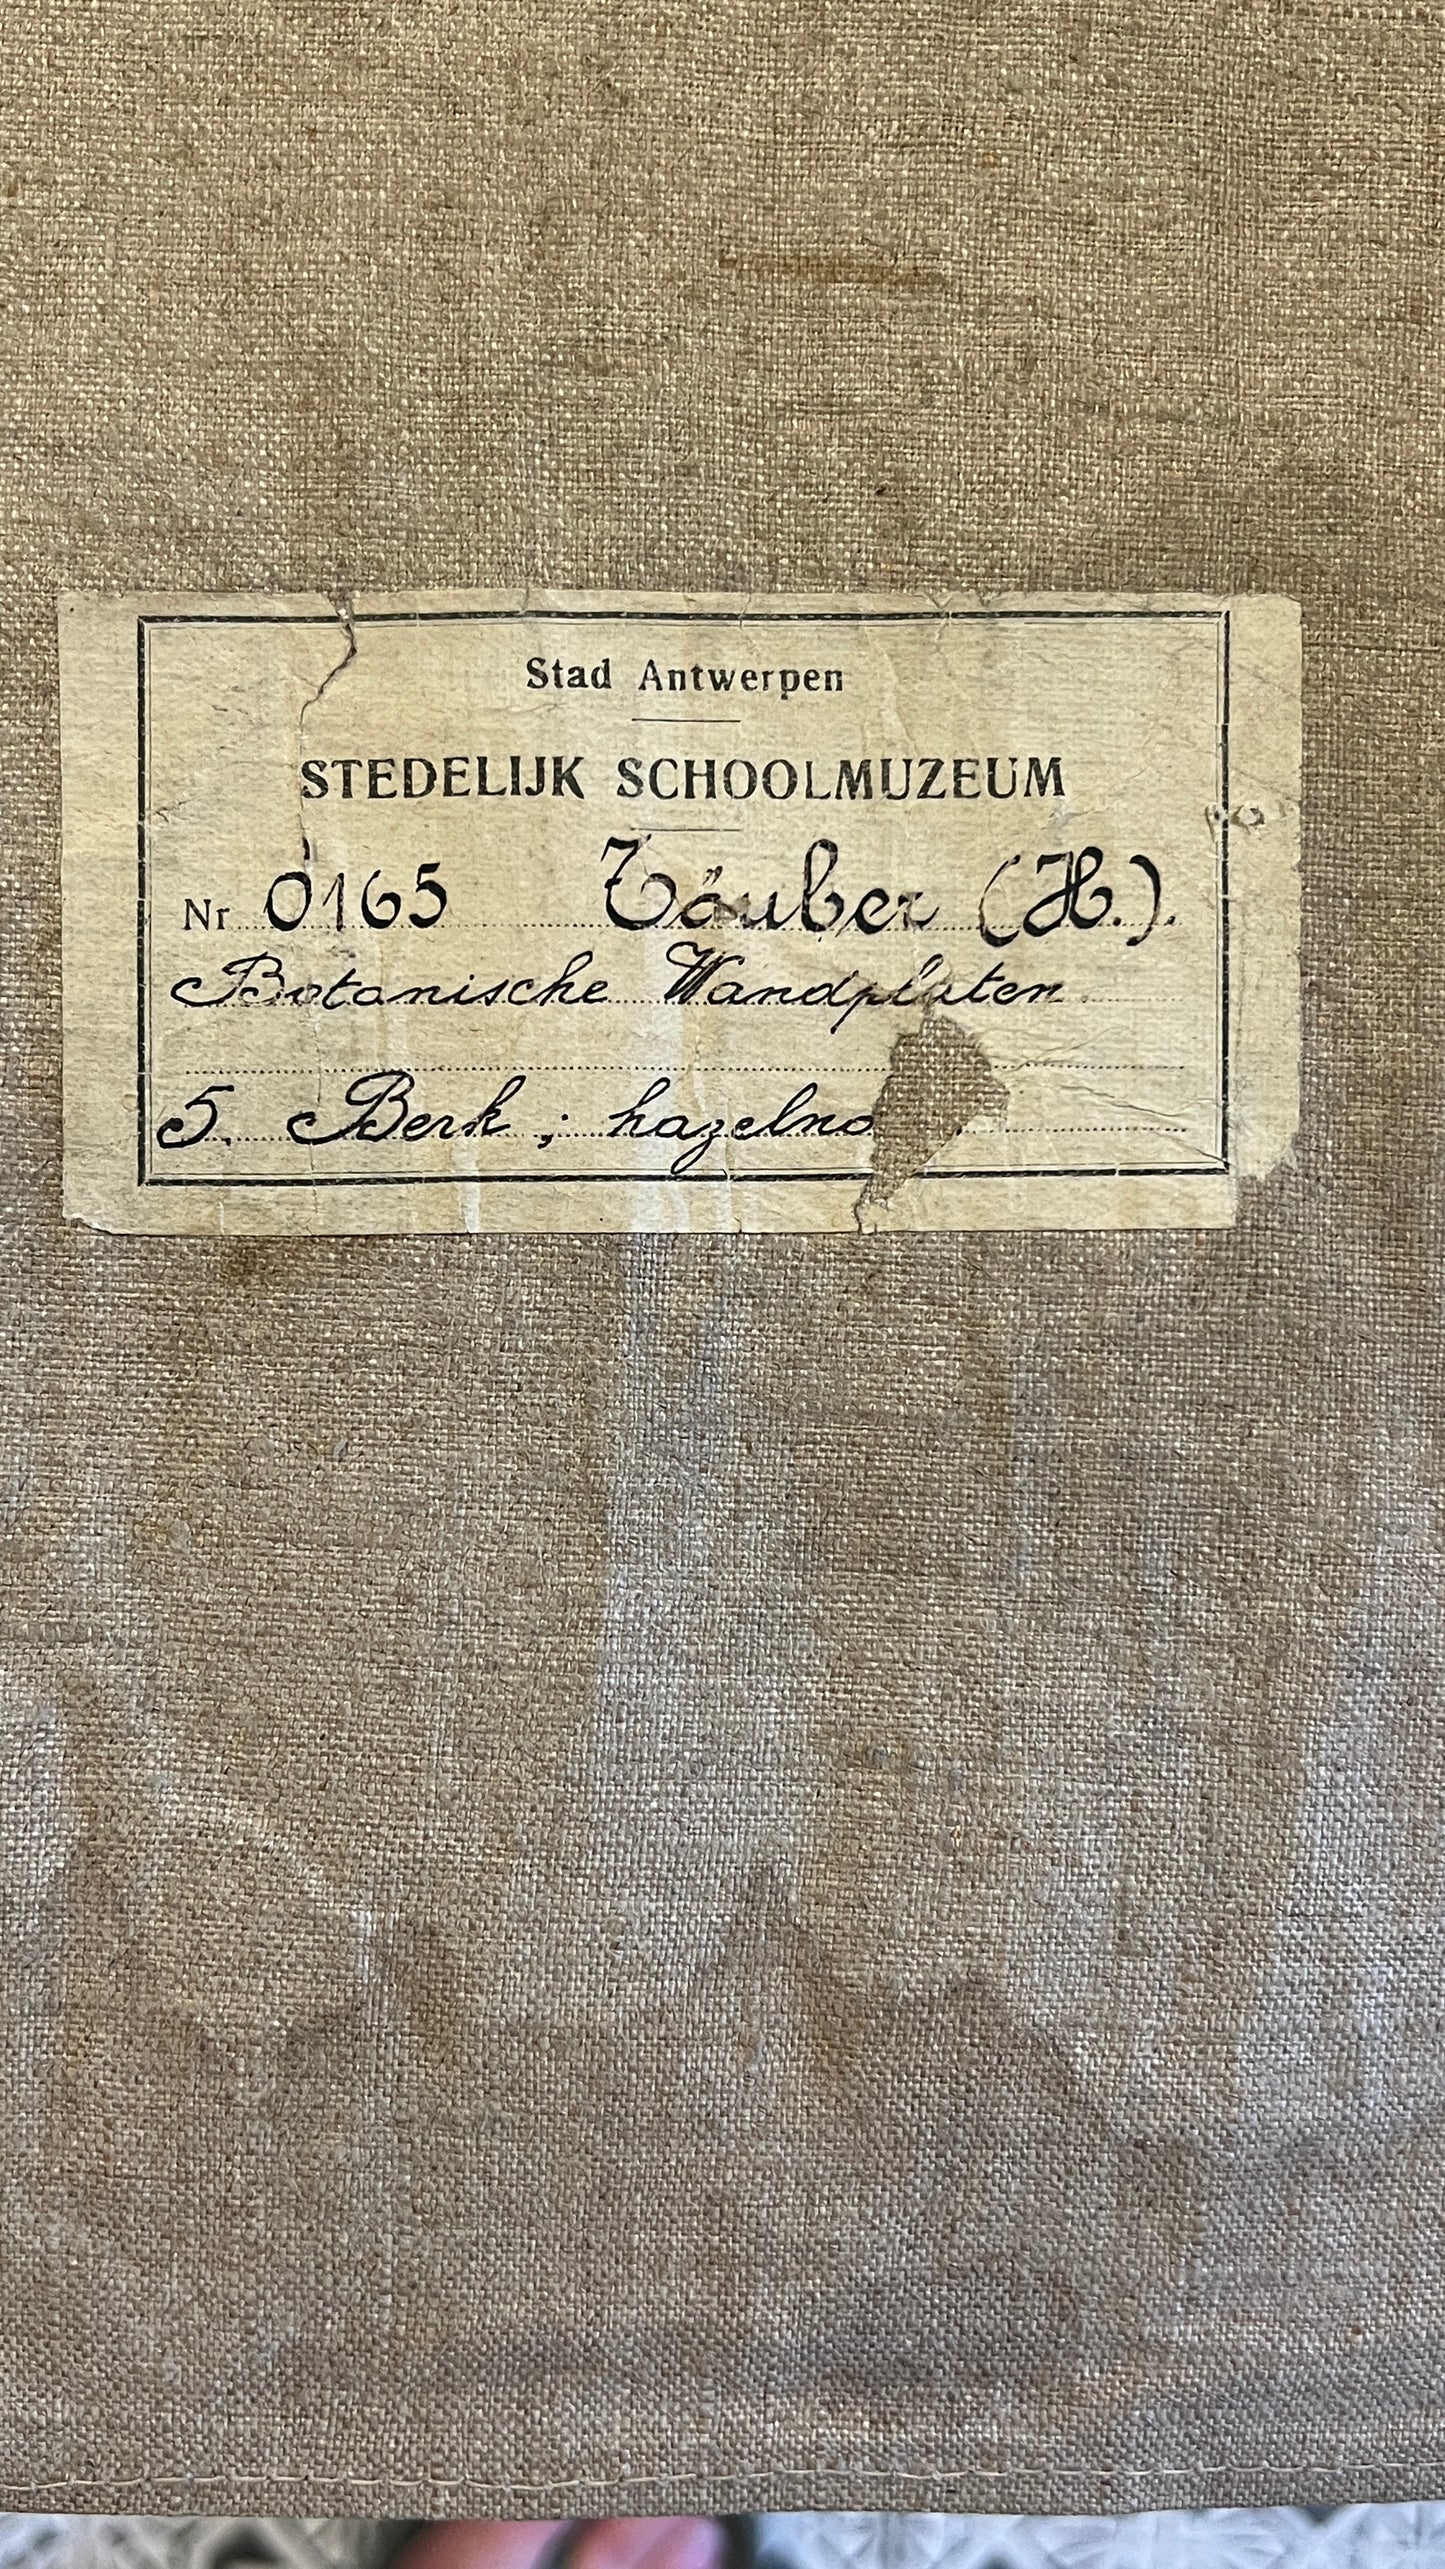 Stad Antwerpen
STEDELIJK SCHOOLMUZEUM
Nr 0165 Täuber (H.).
Botanische Wandplaten
5. Berk; hazelno